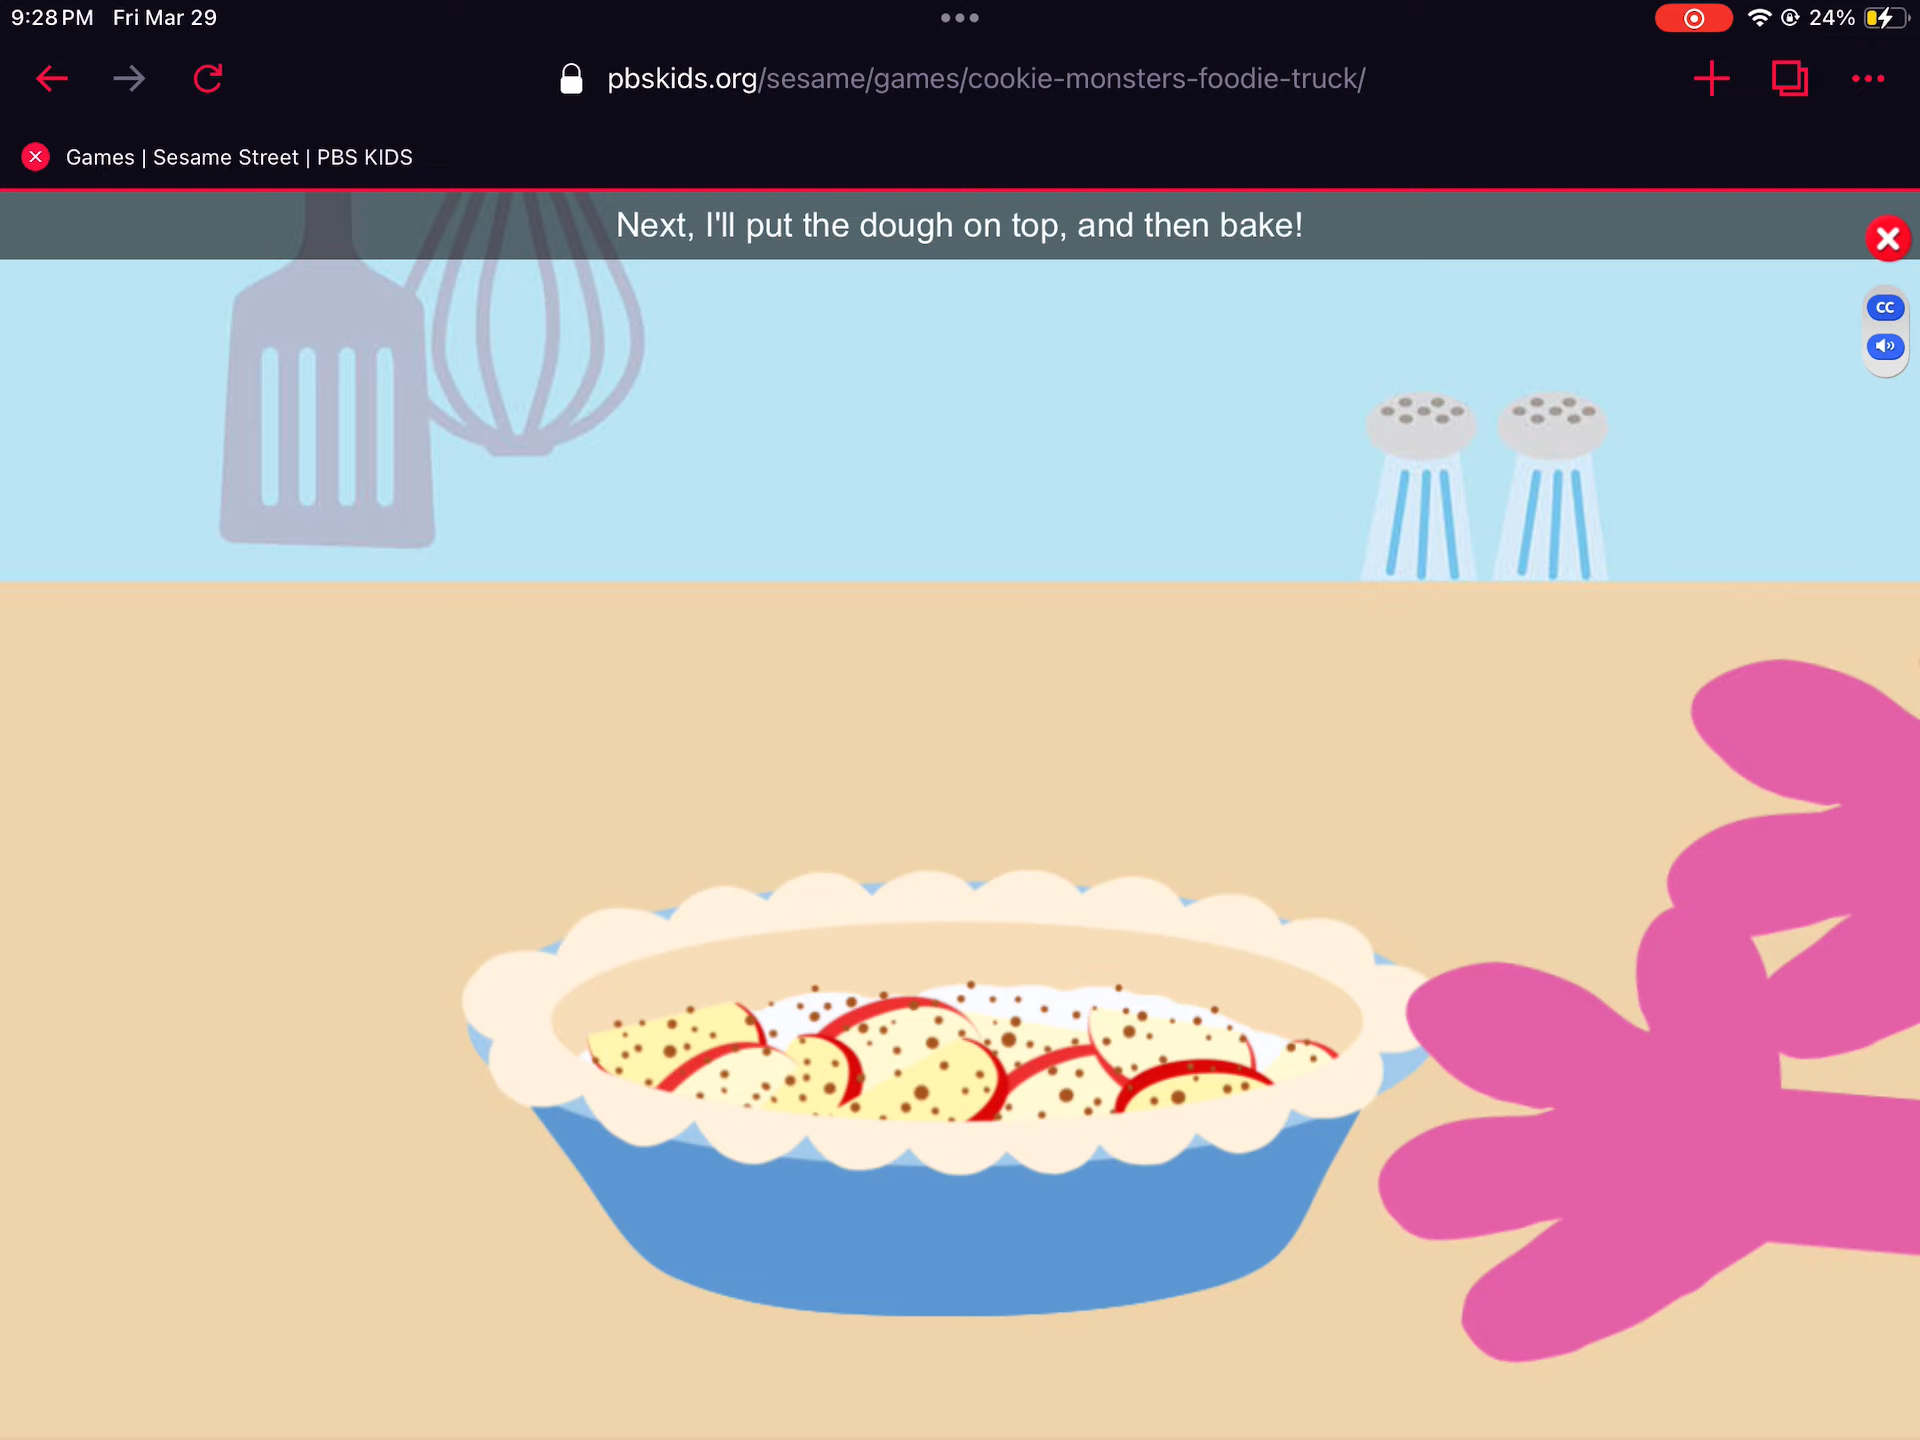 9:28 PM Fri Mar 29
24%
pbskids.org/sesame/games/cookie-monsters-foodie-truck/
Games | Sesame Street | PBS KIDS
Next, I'll put the dough on top, and then bake!
CC